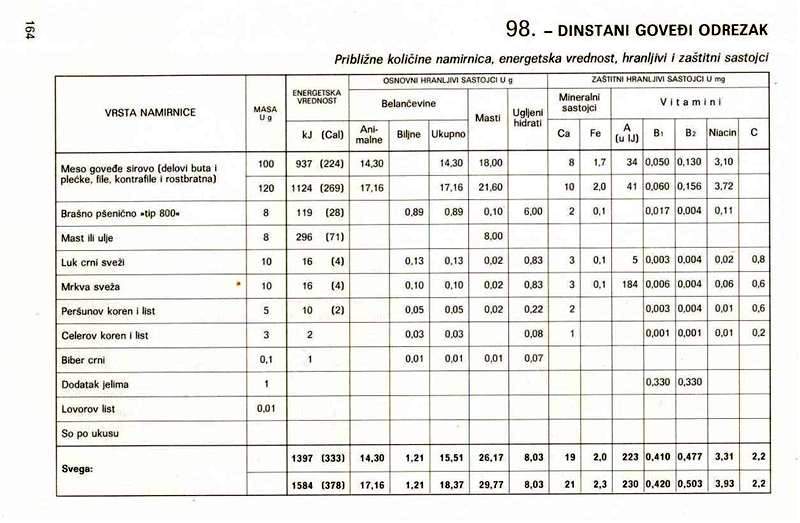 164
98. – DINSTANI GOVEĐI ODREZAK
Približne količine namirnica, energetska vrednost, hranljivi i zaštitni sastojci
VRSTA NAMIRNICE MASA U g ENERGETSKA VREDNOST OSNOVNI HRANLJIVI SASTOJCI U g ZAŠTITNI HRANLJIVI SASTOJCI U mg
Belančevine Masti Ugljeni hidrati Mineralni sastojci Vitamini
kJ (Cal) Animalne Biljne Ukupno Ca Fe A (u IJ) B1 B2 Niacin C
Meso goveđe sirovo (delovi buta i 100 937 (224) 14,30 14,30 18,00 8 1,7 34 0,050 0,130 3,10
plećke, file, kontrafile i rostbratna) 120 1124 (269) 17,16 17,16 21,60 10 2,0 41 0,060 0,156 3,72
Brašno pšenično »tip 800« 8 119 (28) 0,89 0,89 0,10 6,00 2 0,1 0,017 0,004 0,11
Mast ili ulje 8 296 (71) 8,00
Luk crni sveži 10 16 (4) 0,13 0,13 0,02 0,83 3 0,1 5 0,003 0,004 0,02 0,8
Mrkva sveža 10 16 (4) 0,10 0,10 0,02 0,83 3 0,1 184 0,006 0,004 0,06 0,6
Peršunov koren i list 5 10 (2) 0,05 0,05 0,02 0,22 2 0,003 0,004 0,01 0,6
Celerov koren i list 3 2 0,03 0,03 0,08 1 0,001 0,001 0,01 0,2
Biber crni 0,1 1 0,01 0,01 0,01 0,07
Dodatak jelima 1 0,330 0,330
Lovorov list 0,01
So po ukusu
Svega: 1397 (333) 14,30 1,21 15,51 26,17 8,03 19 2,0 223 0,410 0,477 3,31 2,2
1584 (378) 17,16 1,21 18,37 29,77 8,03 21 2,3 230 0,420 0,503 3,93 2,2